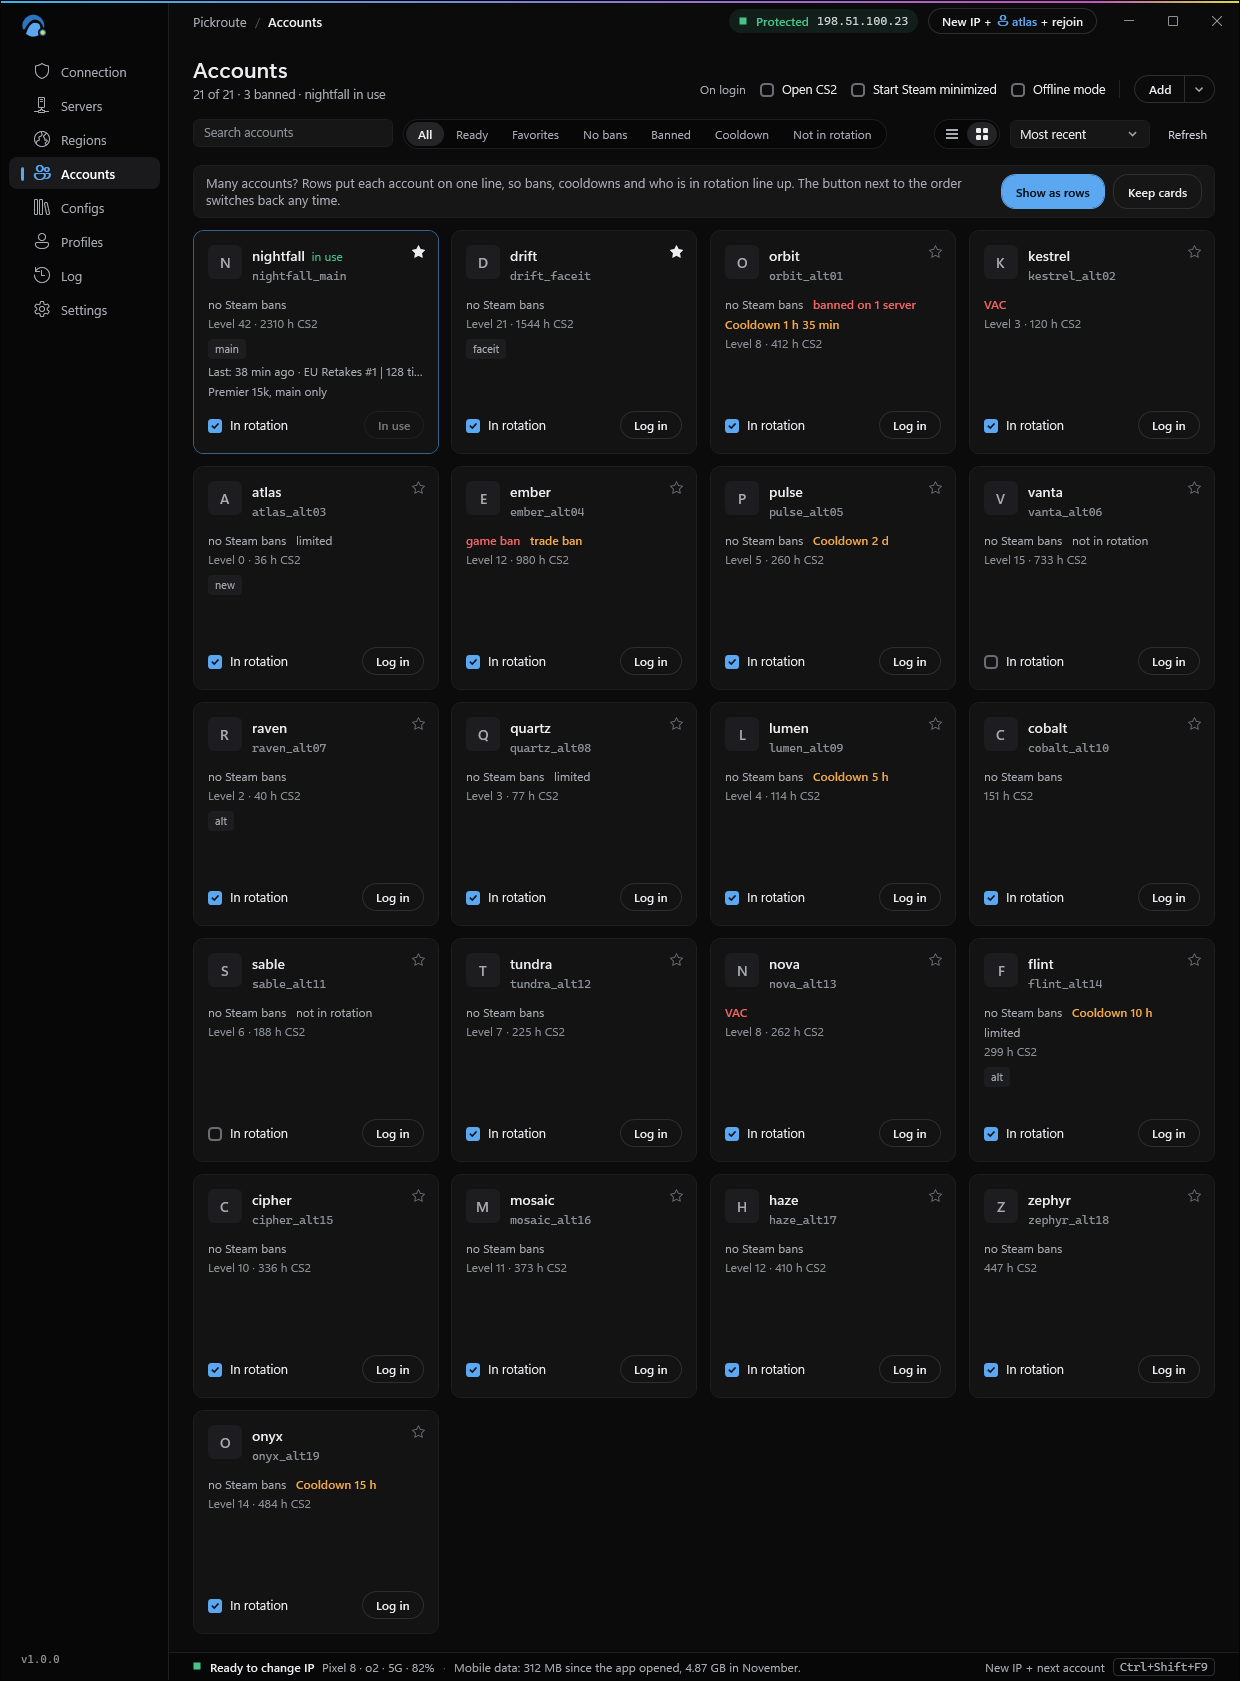 Pickroute / Accounts
Protected 198.51.100.23
New IP + atlas + rejoin
Connection
Servers
Regions
Accounts
Configs
Profiles
Log
Settings
Accounts
21 of 21 · 3 banned · nightfall in use
On login Open CS2 Start Steam minimized Offline mode
Add
Search accounts
All Ready Favorites No bans Banned Cooldown Not in rotation
Most recent
Refresh
Many accounts? Rows put each account on one line, so bans, cooldowns and who is in rotation line up. The button next to the order
switches back any time.
Show as rows
Keep cards
N
nightfall in use
nightfall_main
no Steam bans
Level 42 · 2310 h CS2
main
Last: 38 min ago · EU Retakes #1 | 128 ti...
Premier 15k, main only
In rotation
In use
D
drift
drift_faceit
no Steam bans
Level 21 · 1544 h CS2
faceit
In rotation
Log in
O
orbit
orbit_alt01
no Steam bans banned on 1 server
Cooldown 1 h 35 min
Level 8 · 412 h CS2
In rotation
Log in
K
kestrel
kestrel_alt02
VAC
Level 3 · 120 h CS2
In rotation
Log in
A
atlas
atlas_alt03
no Steam bans limited
Level 0 · 36 h CS2
new
In rotation
Log in
E
ember
ember_alt04
game ban trade ban
Level 12 · 980 h CS2
In rotation
Log in
P
pulse
pulse_alt05
no Steam bans Cooldown 2 d
Level 5 · 260 h CS2
In rotation
Log in
V
vanta
vanta_alt06
no Steam bans not in rotation
Level 15 · 733 h CS2
In rotation
Log in
R
raven
raven_alt07
no Steam bans
Level 2 · 40 h CS2
alt
In rotation
Log in
Q
quartz
quartz_alt08
no Steam bans limited
Level 3 · 77 h CS2
In rotation
Log in
L
lumen
lumen_alt09
no Steam bans Cooldown 5 h
Level 4 · 114 h CS2
In rotation
Log in
C
cobalt
cobalt_alt10
no Steam bans
151 h CS2
In rotation
Log in
S
sable
sable_alt11
no Steam bans not in rotation
Level 6 · 188 h CS2
In rotation
Log in
T
tundra
tundra_alt12
no Steam bans
Level 7 · 225 h CS2
In rotation
Log in
N
nova
nova_alt13
VAC
Level 8 · 262 h CS2
In rotation
Log in
F
flint
flint_alt14
no Steam bans Cooldown 10 h
limited
299 h CS2
alt
In rotation
Log in
C
cipher
cipher_alt15
no Steam bans
Level 10 · 336 h CS2
In rotation
Log in
M
mosaic
mosaic_alt16
no Steam bans
Level 11 · 373 h CS2
In rotation
Log in
H
haze
haze_alt17
no Steam bans
Level 12 · 410 h CS2
In rotation
Log in
Z
zephyr
zephyr_alt18
no Steam bans
447 h CS2
In rotation
Log in
O
onyx
onyx_alt19
no Steam bans Cooldown 15 h
Level 14 · 484 h CS2
In rotation
Log in
v1.0.0
Ready to change IP Pixel 8 · o2 · 5G · 82% · Mobile data: 312 MB since the app opened, 4.87 GB in November.
New IP + next account Ctrl+Shift+F9